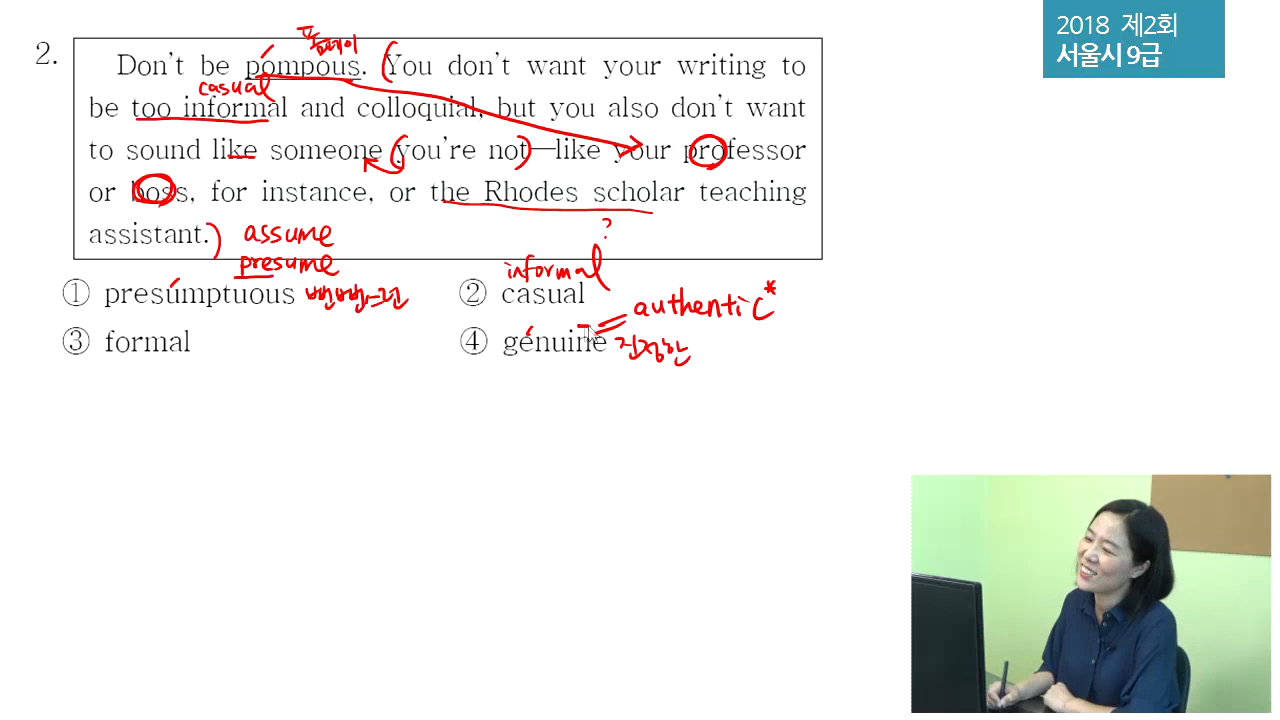 2018 제2회
서울시 9급
2.
Don't be pompous. You don't want your writing to
casual
be too informal and colloquial, but you also don't want
to sound like someone you're not—like your professor
or boss, for instance, or the Rhodes scholar teaching
assistant.
assume
?
presume
informal
① presumptuous
② casual
authentic*
③ formal
④ genuine 진정한